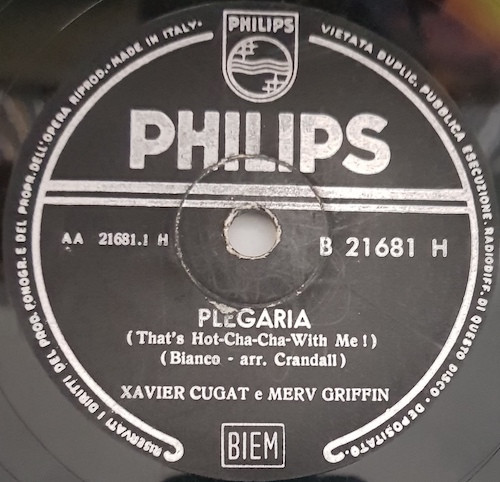 PHILIPS
PHILIPS
AA 21681.1 H
B 21681 H
PLEGARIA
(That's Hot-Cha-Cha-With Me!)
(Bianco - arr. Crandall)
XAVIER CUGAT e MERV GRIFFIN
BIEM
RISERVATI I DIRITTI DEL PROD. FONOGR. E DEL PROPR. DELL'OPERA RIPROD. • MADE IN ITALY •
VIETATA DUPLIC. PUBBLICA ESECUZIONE, RADIODIFF. DI QUESTO DISCO - DEPOSITATO.